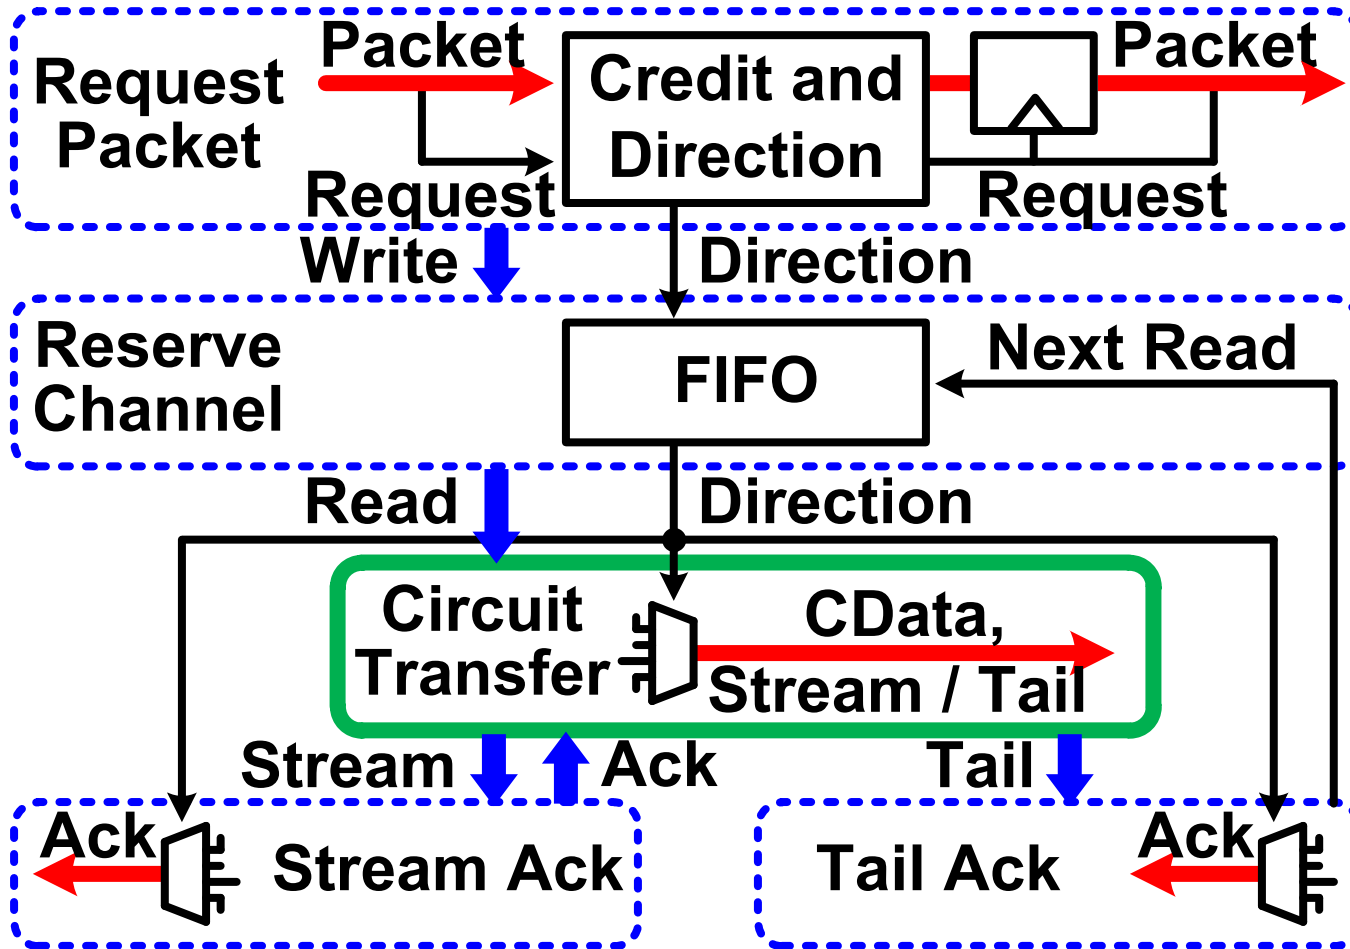 Request
Packet
Packet
Request
Credit and
Direction
Packet
Request
Write
Direction
Reserve
Channel
FIFO
Next Read
Read
Direction
Circuit
Transfer
CData,
Stream / Tail
Stream
Ack
Tail
Ack
Stream Ack
Tail Ack
Ack